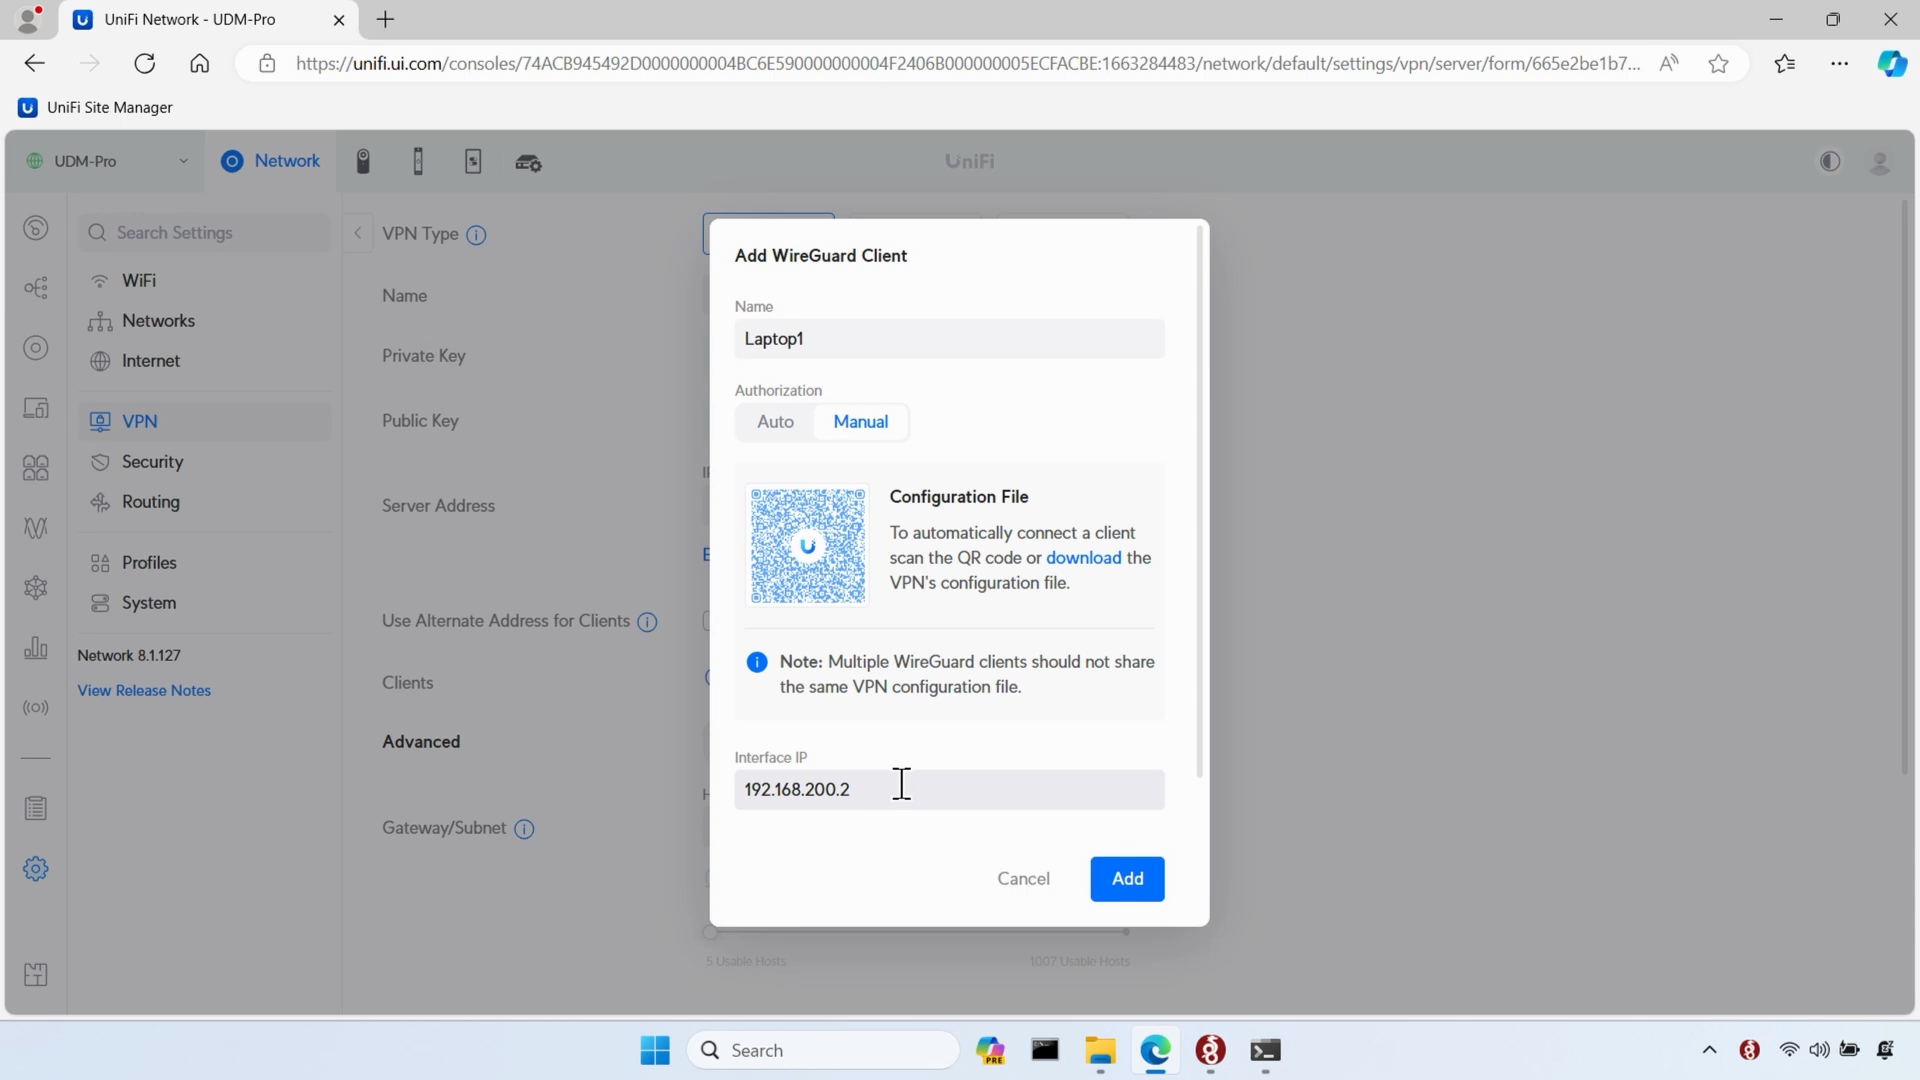 UniFi Network - UDM-Pro
https://unifi.ui.com/consoles/74ACB945492D0000000004BC6E590000000004F2406B000000005ECFACBE:1663284483/network/default/settings/vpn/server/form/665e2be1b7...
UniFi Site Manager
UDM-Pro
Network
UniFi
Search Settings
WiFi
Networks
Internet
VPN
Security
Routing
Profiles
System
Network 8.1.127
View Release Notes
VPN Type
Name
Private Key
Public Key
Server Address
Use Alternate Address for Clients
Clients
Advanced
Gateway/Subnet
5 Usable Hosts
1007 Usable Hosts
Add WireGuard Client
Name
Laptop1
Authorization
Auto
Manual
Configuration File
To automatically connect a client
scan the QR code or download the
VPN's configuration file.
Note: Multiple WireGuard clients should not share
the same VPN configuration file.
Interface IP
192.168.200.2
Cancel
Add
Search
PRE